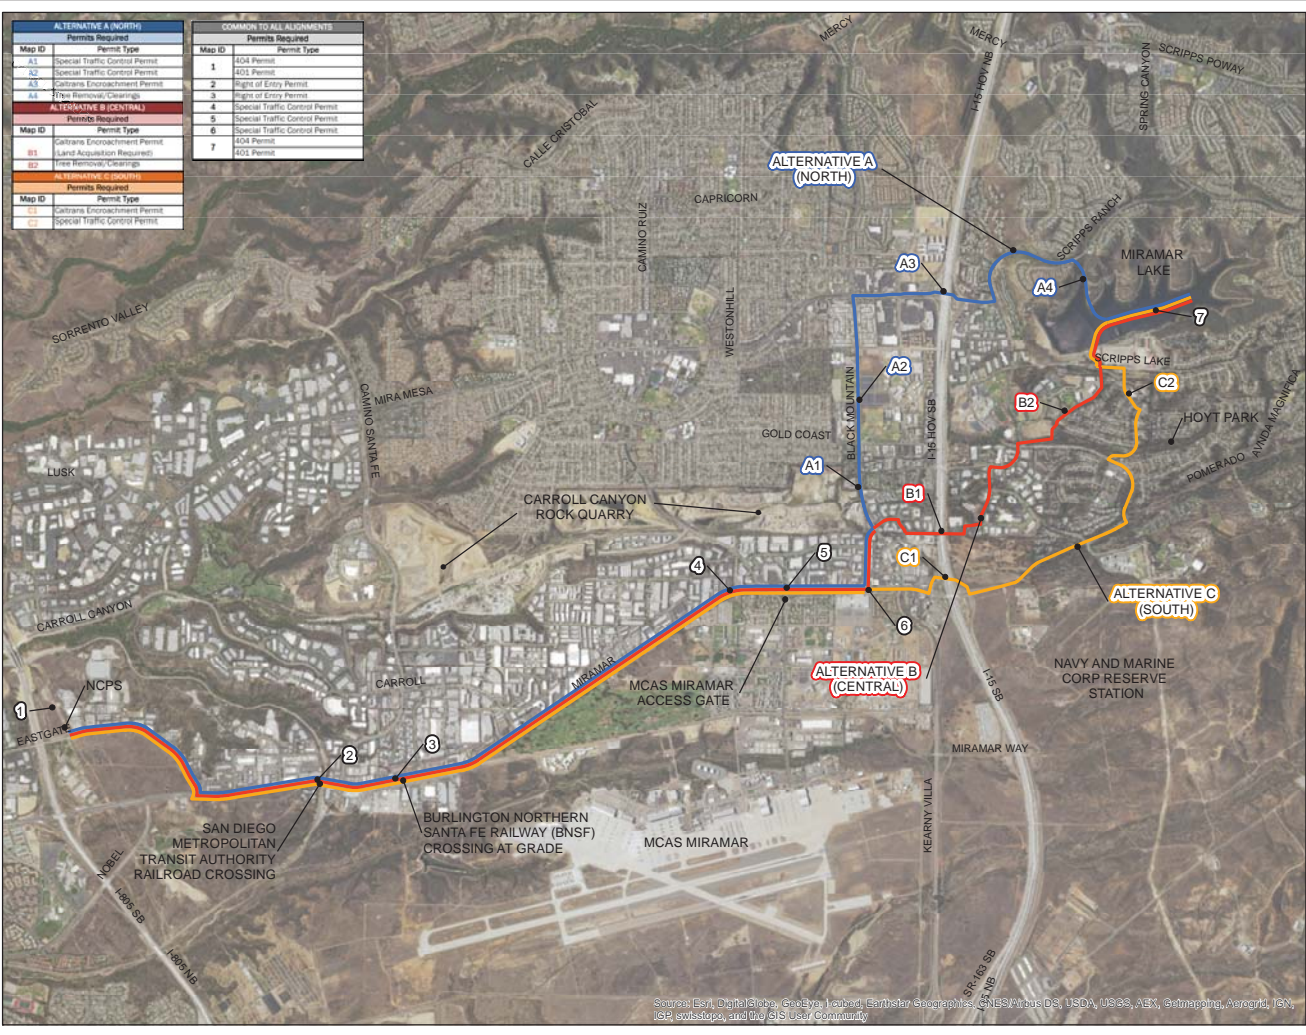 ALTERNATIVE A (NORTH)
Permits Required
Map ID Permit Type
A1 Special Traffic Control Permit
A2 Special Traffic Control Permit
A3 Caltrans Encroachment Permit
A4 Tree Removal/Clearings
ALTERNATIVE B (CENTRAL)
Permits Required
Map ID Permit Type
Caltrans Encroachment Permit
B1 (Land Acquisition Required)
B2 Tree Removal/Clearings
ALTERNATIVE C (SOUTH)
Permits Required
Map ID Permit Type
C1 Caltrans Encroachment Permit
C2 Special Traffic Control Permit
COMMON TO ALL ALIGNMENTS
Permits Required
Map ID Permit Type
1 404 Permit
401 Permit
2 Right of Entry Permit
3 Right of Entry Permit
4 Special Traffic Control Permit
5 Special Traffic Control Permit
6 Special Traffic Control Permit
7 404 Permit
401 Permit
MERCY
MERCY
I-15 HOV NB
SPRING CANYON
SCRIPPS POWAY
CALLE CRISTOBAL
ALTERNATIVE A
(NORTH)
CAPRICORN
CAMINO RUIZ
SCRIPPS RANCH
MIRAMAR
LAKE
A3
A4
7
SORRENTO VALLEY
WESTONHILL
SCRIPPS LAKE
A2
C2
MIRA MESA
CAMINO SANTA FE
BLACK MOUNTAIN
I-15 HOV SB
B2
HOYT PARK
AVNDA MAGNIFICA
GOLD COAST
POMERADO
LUSK
A1
CARROLL CANYON
ROCK QUARRY
B1
5
4
C1
ALTERNATIVE C
(SOUTH)
CARROLL CANYON
6
MIRAMAR
ALTERNATIVE B
(CENTRAL)
NAVY AND MARINE
CORP RESERVE
STATION
CARROLL
MCAS MIRAMAR
ACCESS GATE
I-15 SB
NCPS
1
EASTGATE
2
3
MIRAMAR WAY
KEARNY VILLA
SAN DIEGO
METROPOLITAN
TRANSIT AUTHORITY
RAILROAD CROSSING
BURLINGTON NORTHERN
SANTA FE RAILWAY (BNSF)
CROSSING AT GRADE
MCAS MIRAMAR
NOBEL
I-805 SB
I-805 NB
SR-163 SB
I-15 NB
Source: Esri, DigitalGlobe, GeoEye, i-cubed, Earthstar Geographics, CNES/Airbus DS, USDA, USGS, AEX, Getmapping, Aerogrid, IGN,
IGP, swisstopo, and the GIS User Community